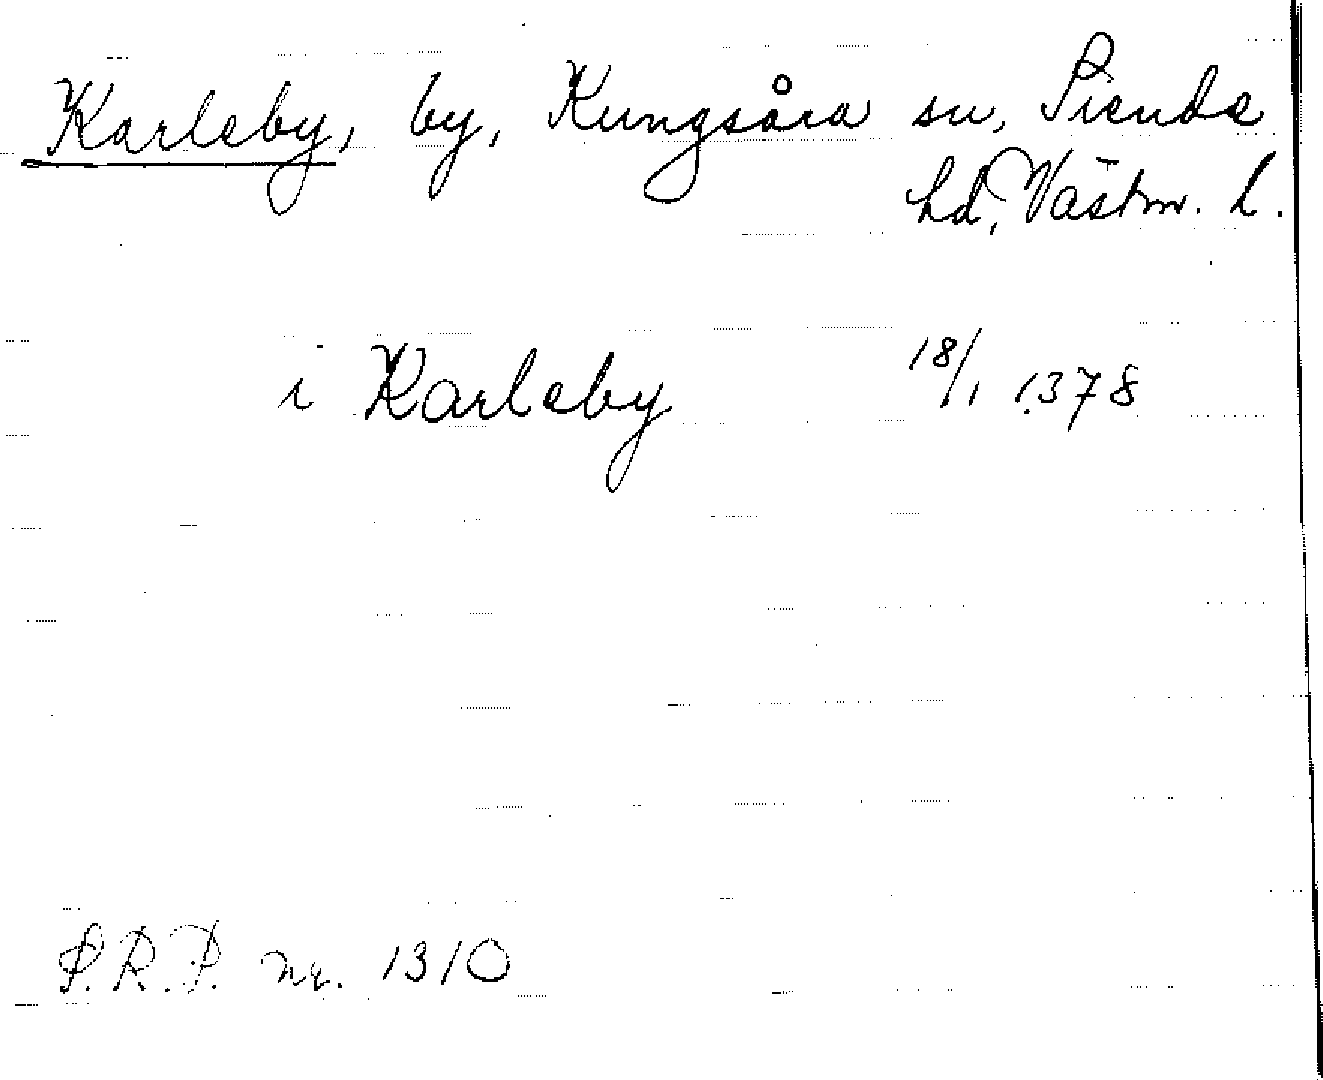 Karleby, by, Kungsåra sn, Siende
hd, Västm. l.
i Karleby 18/1 1378
S.R.P. nr. 1310